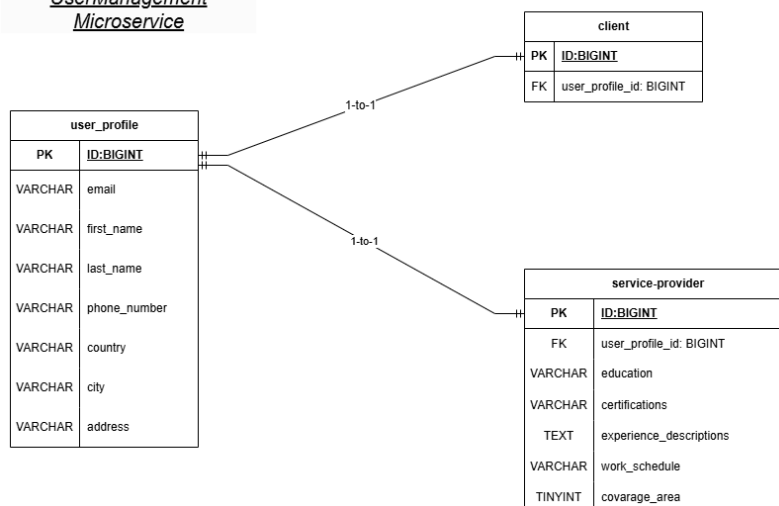 UserManagement
Microservice
client
PK ID:BIGINT
FK user_profile_id: BIGINT
1-to-1
user_profile
PK ID:BIGINT
VARCHAR email
VARCHAR first_name
VARCHAR last_name
VARCHAR phone_number
VARCHAR country
VARCHAR city
VARCHAR address
1-to-1
service-provider
PK ID:BIGINT
FK user_profile_id: BIGINT
VARCHAR education
VARCHAR certifications
TEXT experience_descriptions
VARCHAR work_schedule
TINYINT covarage_area